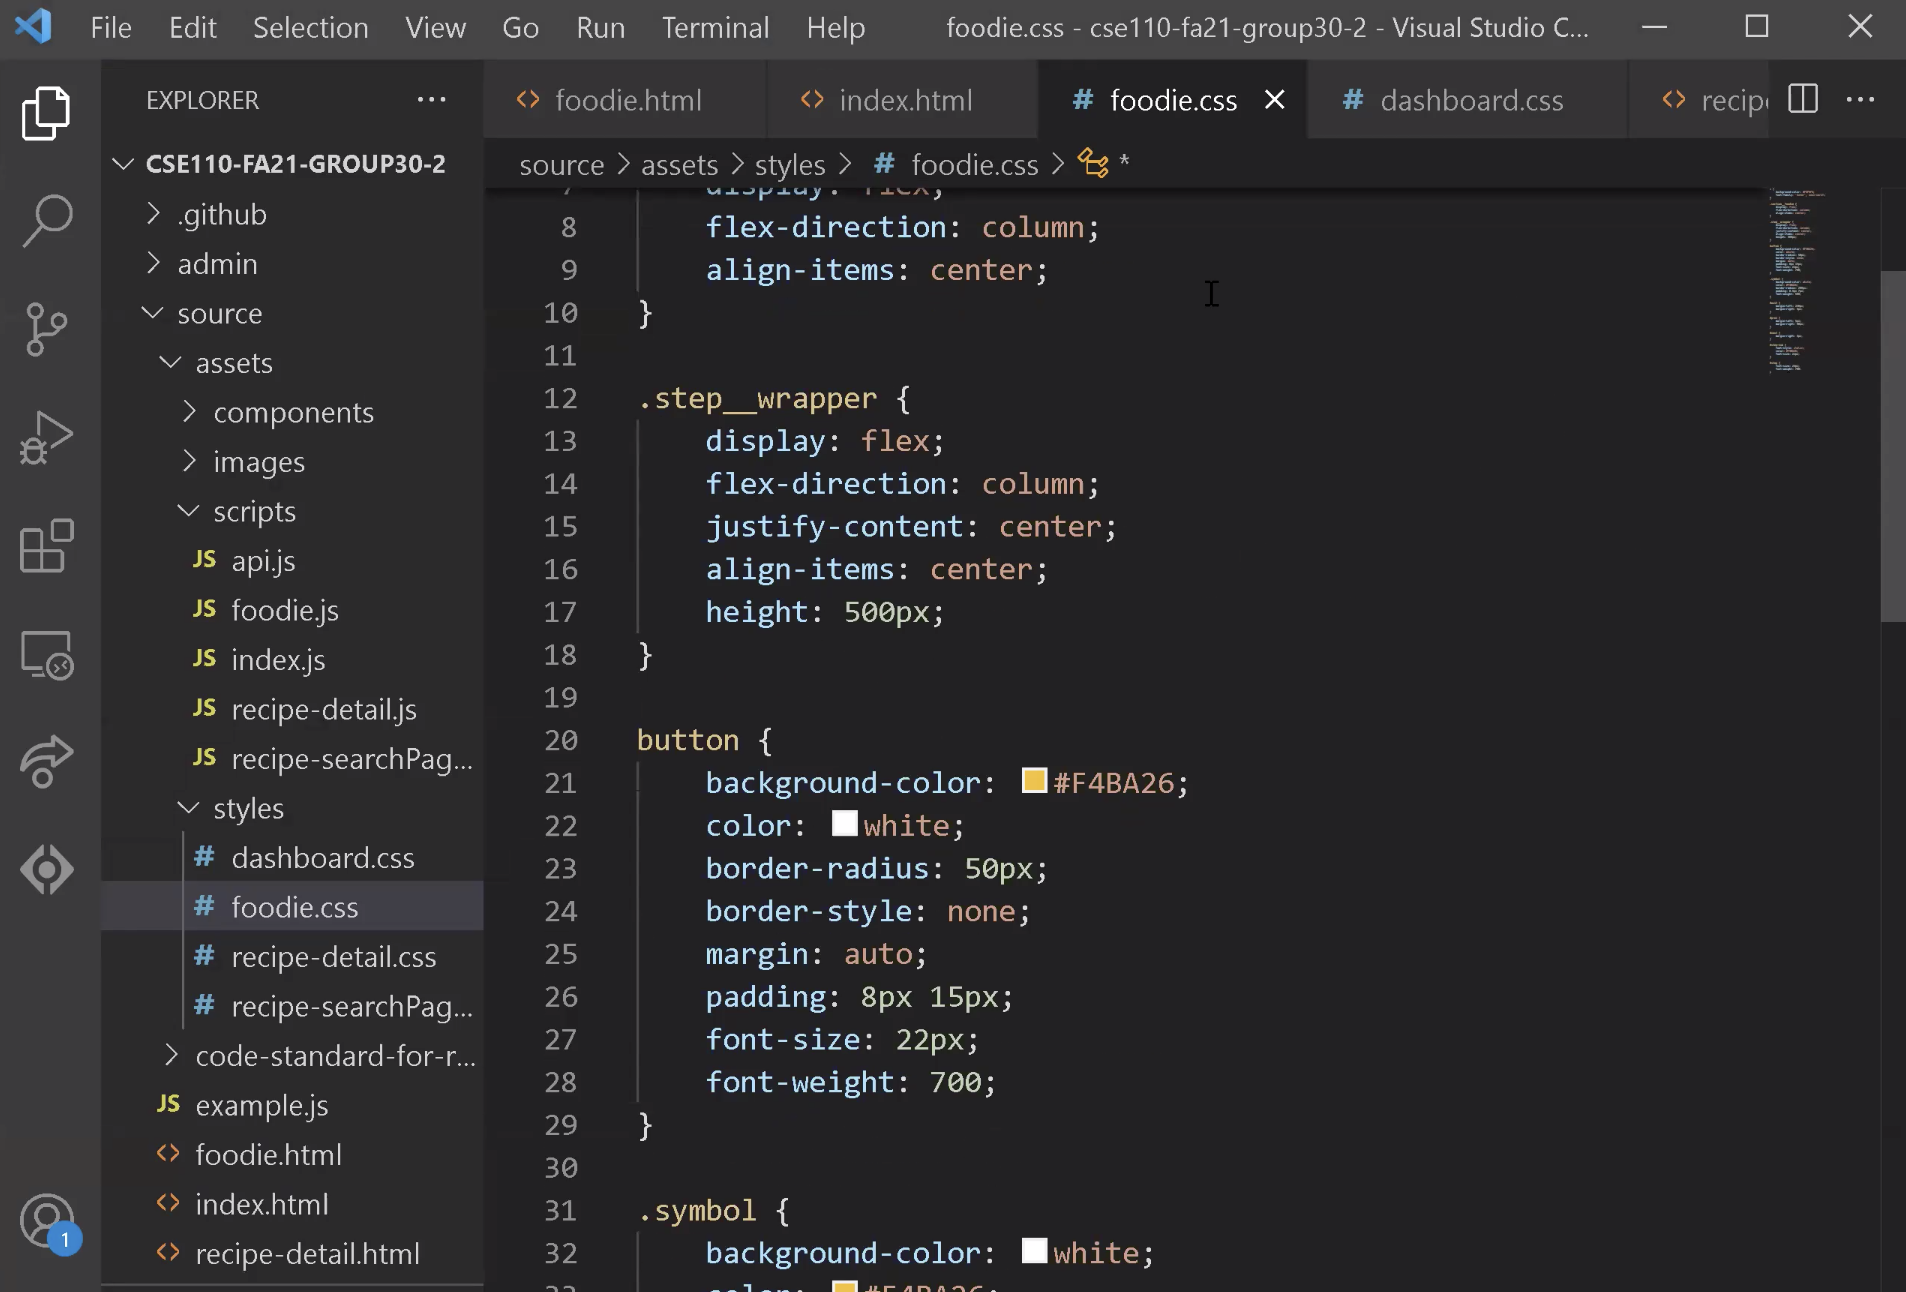 File Edit Selection View Go Run Terminal Help foodie.css - cse110-fa21-group30-2 - Visual Studio C...
EXPLORER
CSE110-FA21-GROUP30-2
.github
admin
source
assets
components
images
scripts
JS api.js
JS foodie.js
JS index.js
JS recipe-detail.js
JS recipe-searchPag...
styles
# dashboard.css
# foodie.css
# recipe-detail.css
# recipe-searchPag...
code-standard-for-r...
JS example.js
<> foodie.html
<> index.html
<> recipe-detail.html
1
<> foodie.html <> index.html # foodie.css # dashboard.css <> recipe
source > assets > styles > # foodie.css > *
7 display: flex;
8 flex-direction: column;
9 align-items: center;
10 }
11
12 .step__wrapper {
13 display: flex;
14 flex-direction: column;
15 justify-content: center;
16 align-items: center;
17 height: 500px;
18 }
19
20 button {
21 background-color: #F4BA26;
22 color: white;
23 border-radius: 50px;
24 border-style: none;
25 margin: auto;
26 padding: 8px 15px;
27 font-size: 22px;
28 font-weight: 700;
29 }
30
31 .symbol {
32 background-color: white;
33 color: #F4BA26;